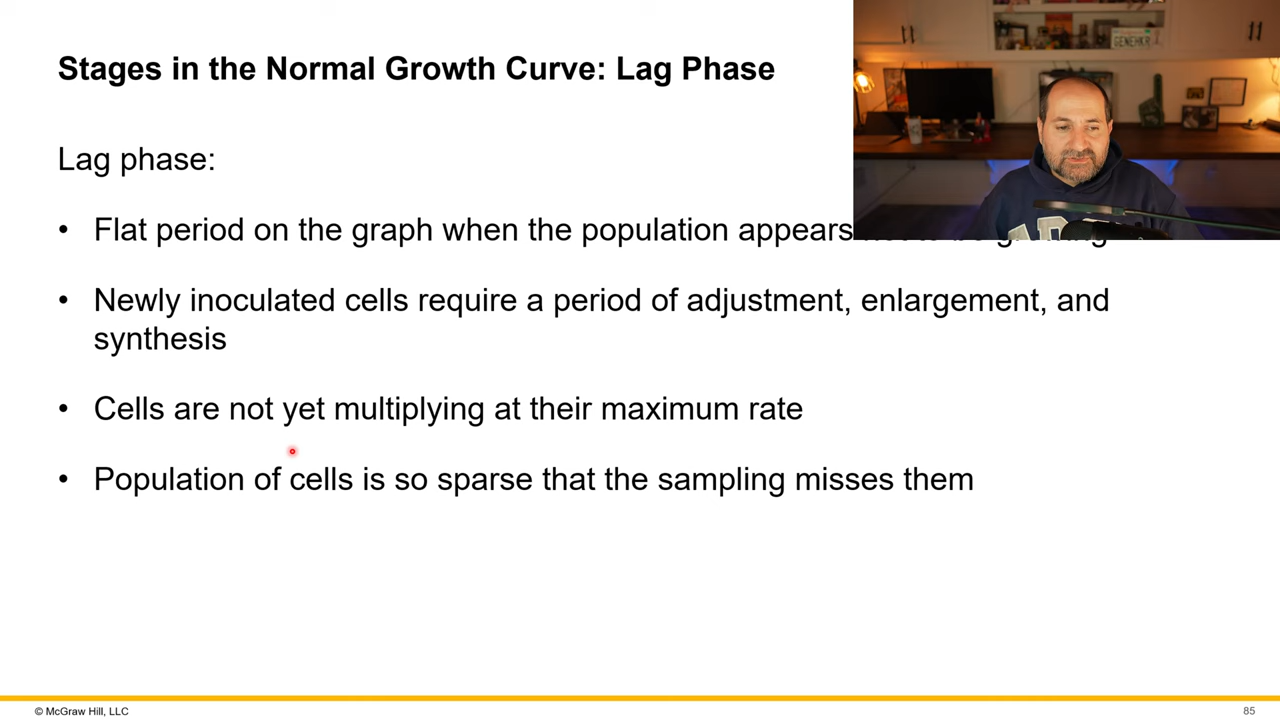 Stages in the Normal Growth Curve: Lag Phase
GENEHKR
Lag phase:
• Flat period on the graph when the population appears
• Newly inoculated cells require a period of adjustment, enlargement, and
synthesis
• Cells are not yet multiplying at their maximum rate
• Population of cells is so sparse that the sampling misses them
© McGraw Hill, LLC
85